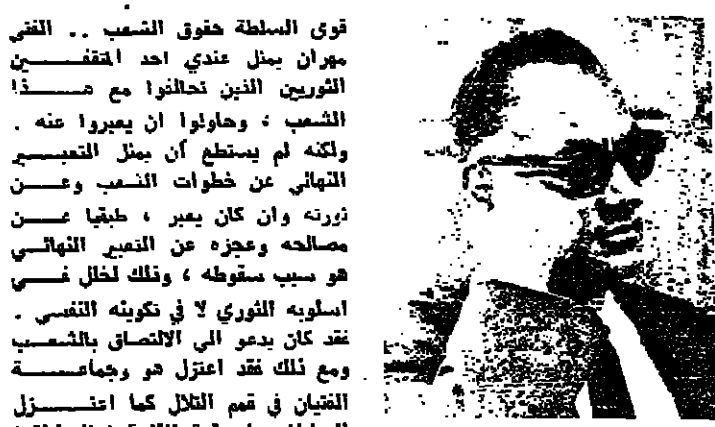 قوى السلطة حقوق الشعب .. الفتى
مهران يمثل عندي احد المثقفين
الثوريين الذين تحالفوا مع هذا
الشعب ، وحاولوا ان يعبروا عنه .
ولكنه لم يستطع أن يمثل التعبير
النهائي عن خطوات الشعب وعن
ثورته وان كان يعبر ، طبقيا عن
مصالحه وعجزه عن التعبير النهائي
هو سبب سقوطه ، وذلك لخلل في
اسلوبه الثوري لا في تكوينه النفسي .
فقد كان يدعو الى الالتصاق بالشعب
ومع ذلك فقد اعتزل هو وجماعة
الفتيان في قمم التلال كما اعتزل